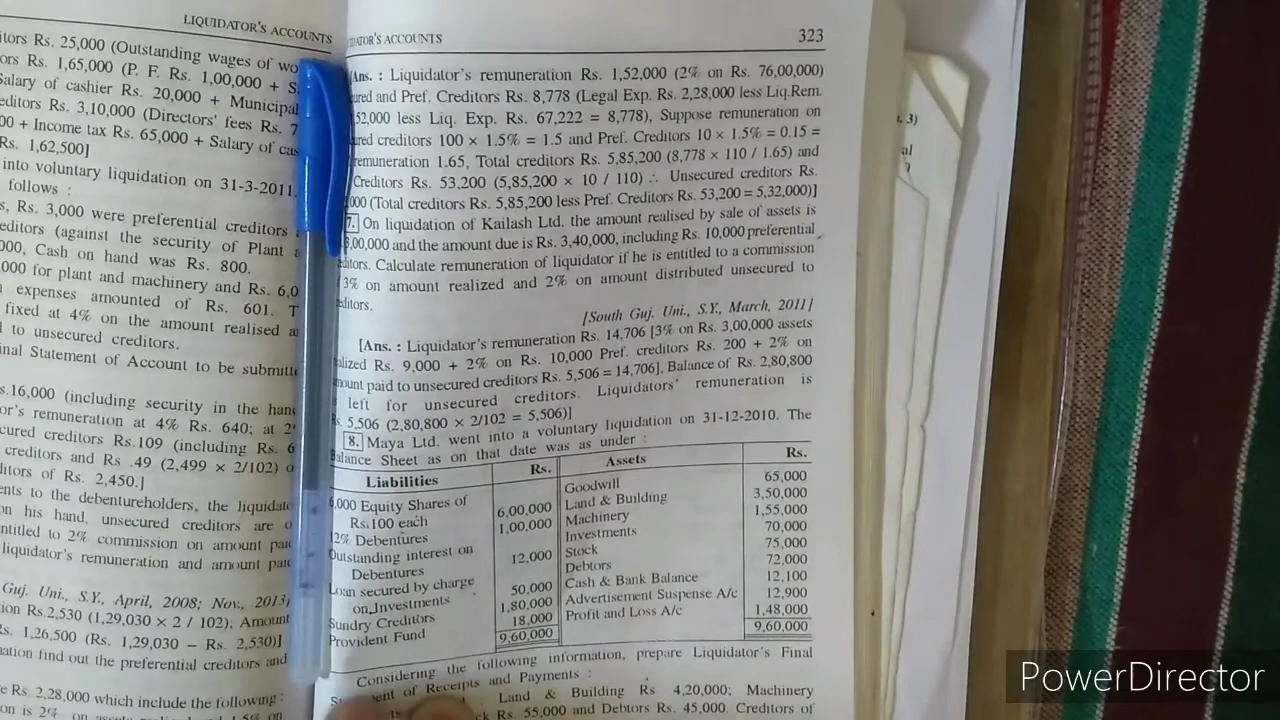 LIQUIDATOR'S ACCOUNTS
itors Rs. 25,000 (Outstanding wages of wo
ors Rs. 1,65,000 (P. F. Rs. 1,00,000 + S.
Salary of cashier Rs. 20,000 + Municipal
editors Rs. 3,10,000 (Directors' fees Rs. 7
00 + Income tax Rs. 65,000 + Salary of cas
Rs. 1,62,500]
into voluntary liquidation on 31-3-2011.
follows :
s, Rs. 3,000 were preferential creditors
editors (against the security of Plant a
000, Cash on hand was Rs. 800.
000 for plant and machinery and Rs. 6,0
expenses amounted of Rs. 601. T
fixed at 4% on the amount realised a
l to unsecured creditors.
inal Statement of Account to be submitt
s.16,000 (including security in the hand
or's remuneration at 4% Rs. 640; at 2
cured creditors Rs.109 (including Rs. 6
creditors and Rs .49 (2,499 × 2/102) o
litors of Rs. 2,450.]
ents to the debentureholders, the liquidato
on his hand, unsecured creditors are o
ntitled to 2% commission on amount paid
liquidator's remuneration and amount paid
Guj. Uni., S.Y., April, 2008; Nov., 2013]
ion Rs.2,530 (1,29,030 × 2 / 102); Amount
Rs. 1,26,500 (Rs. 1,29,030 – Rs. 2,530)]
ation find out the preferential creditors and
e Rs. 2,28,000 which include the following :
DATOR'S ACCOUNTS 323
[Ans. : Liquidator's remuneration Rs. 1,52,000 (2% on Rs. 76,00,000)
ured and Pref. Creditors Rs. 8,778 (Legal Exp. Rs. 2,28,000 less Liq.Rem.
52,000 less Liq. Exp. Rs. 67,222 = 8,778), Suppose remuneration on
ured creditors 100 × 1.5% = 1.5 and Pref. Creditors 10 × 1.5% = 0.15 =
remuneration 1.65, Total creditors Rs. 5,85,200 (8,778 × 110 / 1.65) and
Creditors Rs. 53,200 (5,85,200 × 10 / 110) ∴ Unsecured creditors Rs.
000 (Total creditors Rs. 5,85,200 less Pref. Creditors Rs. 53,200 = 5,32,000)]
7. On liquidation of Kailash Ltd. the amount realised by sale of assets is
3,00,000 and the amount due is Rs. 3,40,000, including Rs. 10,000 preferential
ditors. Calculate remuneration of liquidator if he is entitled to a commission
3% on amount realized and 2% on amount distributed unsecured to
editors.
[South Guj. Uni., S.Y., March, 2011]
[Ans. : Liquidator's remuneration Rs. 14,706 [3% on Rs. 3,00,000 assets
alized Rs. 9,000 + 2% on Rs. 10,000 Pref. creditors Rs. 200 + 2% on
mount paid to unsecured creditors Rs. 5,506 = 14,706]. Balance of Rs. 2,80,800
left for unsecured creditors. Liquidators' remuneration is
Rs. 5,506 (2,80,800 × 2/102 = 5,506)]
8. Maya Ltd. went into a voluntary liquidation on 31-12-2010. The
Balance Sheet as on that date was as under :
Liabilities Rs. Assets Rs.
6,000 Equity Shares of Goodwill 65,000
Rs.100 each 6,00,000 Land & Building 3,50,000
12% Debentures 1,00,000 Machinery 1,55,000
Outstanding interest on Investments 70,000
Debentures 12,000 Stock 75,000
Loan secured by charge Debtors 72,000
on Investments 50,000 Cash & Bank Balance 12,100
Sundry Creditors 1,80,000 Advertisement Suspense A/c 12,900
Provident Fund 18,000 Profit and Loss A/c 1,48,000
9,60,000 9,60,000
Considering the following information, prepare Liquidator's Final
ent of Receipts and Payments :
Land & Building Rs 4,20,000; Machinery
ck Rs. 55,000 and Debtors Rs. 45,000. Creditors of
. 3)
al
PowerDirector